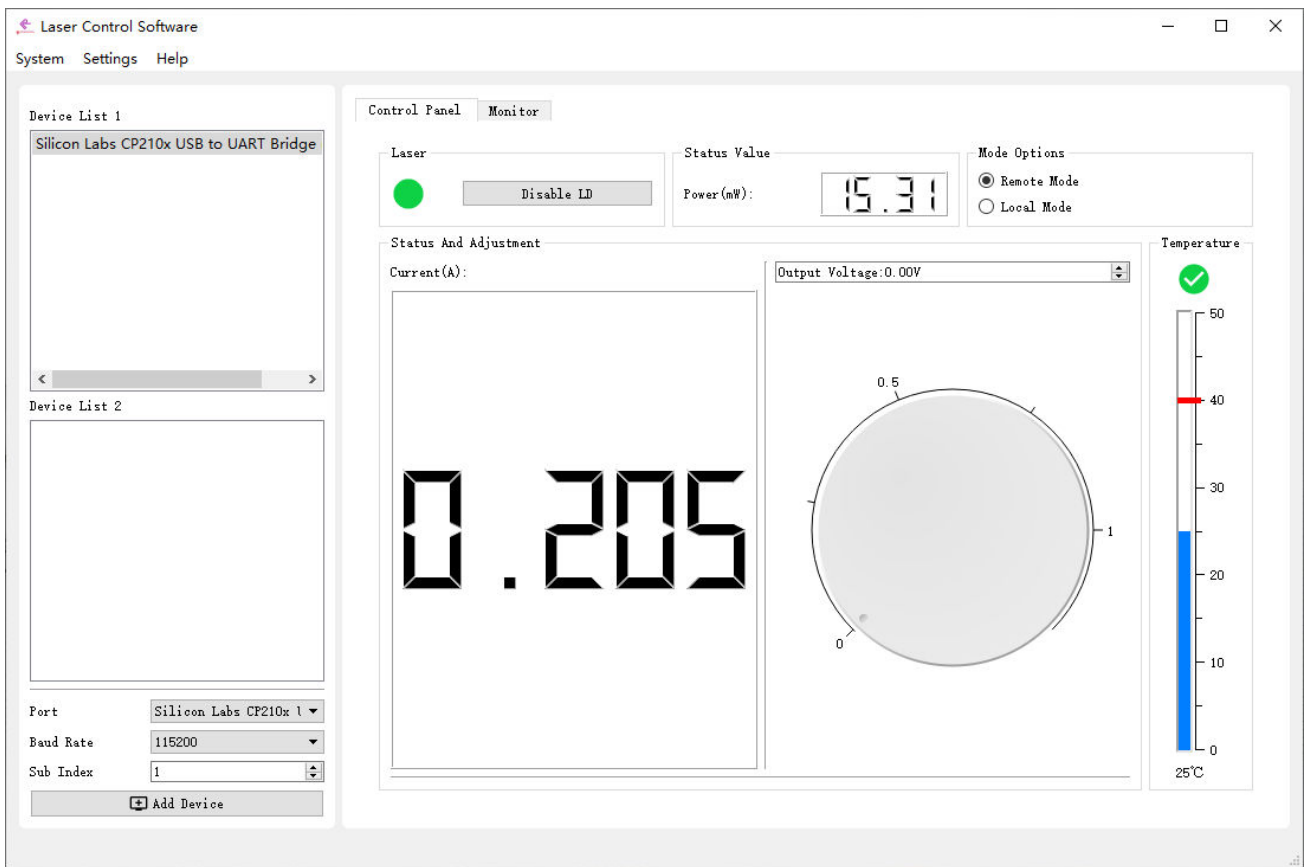 Laser Control Software
System Settings Help
Device List 1
Silicon Labs CP210x USB to UART Bridge
Device List 2
Port
Silicon Labs CP210x
Baud Rate
115200
Sub Index
1
Add Device
Control Panel
Monitor
Laser
Disable LD
Status Value
Power(mW):
15.31
Mode Options
Remote Mode
Local Mode
Status And Adjustment
Current(A):
0.205
Output Voltage:0.00V
0
0.5
1
Temperature
50
40
30
20
10
0
25℃